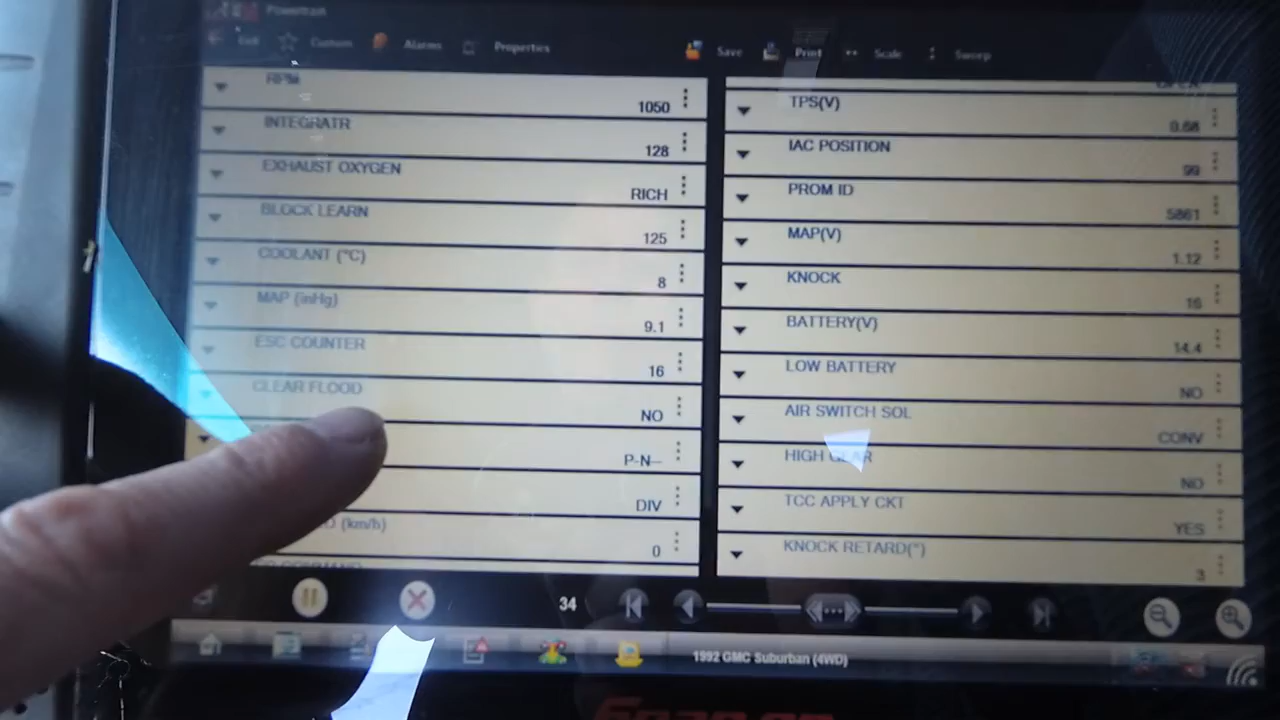 Powertrain
Exit Custom Alarms Properties Save Print Scale Sweep
RPM
1050
INTEGRATR
128
EXHAUST OXYGEN
RICH
BLOCK LEARN
125
COOLANT (°C)
8
MAP (inHg)
9.1
ESC COUNTER
16
CLEAR FLOOD
NO
P-N--
DIV
(km/h)
0
TPS(V)
0.68
IAC POSITION
99
PROM ID
5861
MAP(V)
1.12
KNOCK
16
BATTERY(V)
14.4
LOW BATTERY
NO
AIR SWITCH SOL
CONV
HIGH GEAR
NO
TCC APPLY CKT
YES
KNOCK RETARD(°)
3
34
1992 GMC Suburban (4WD)